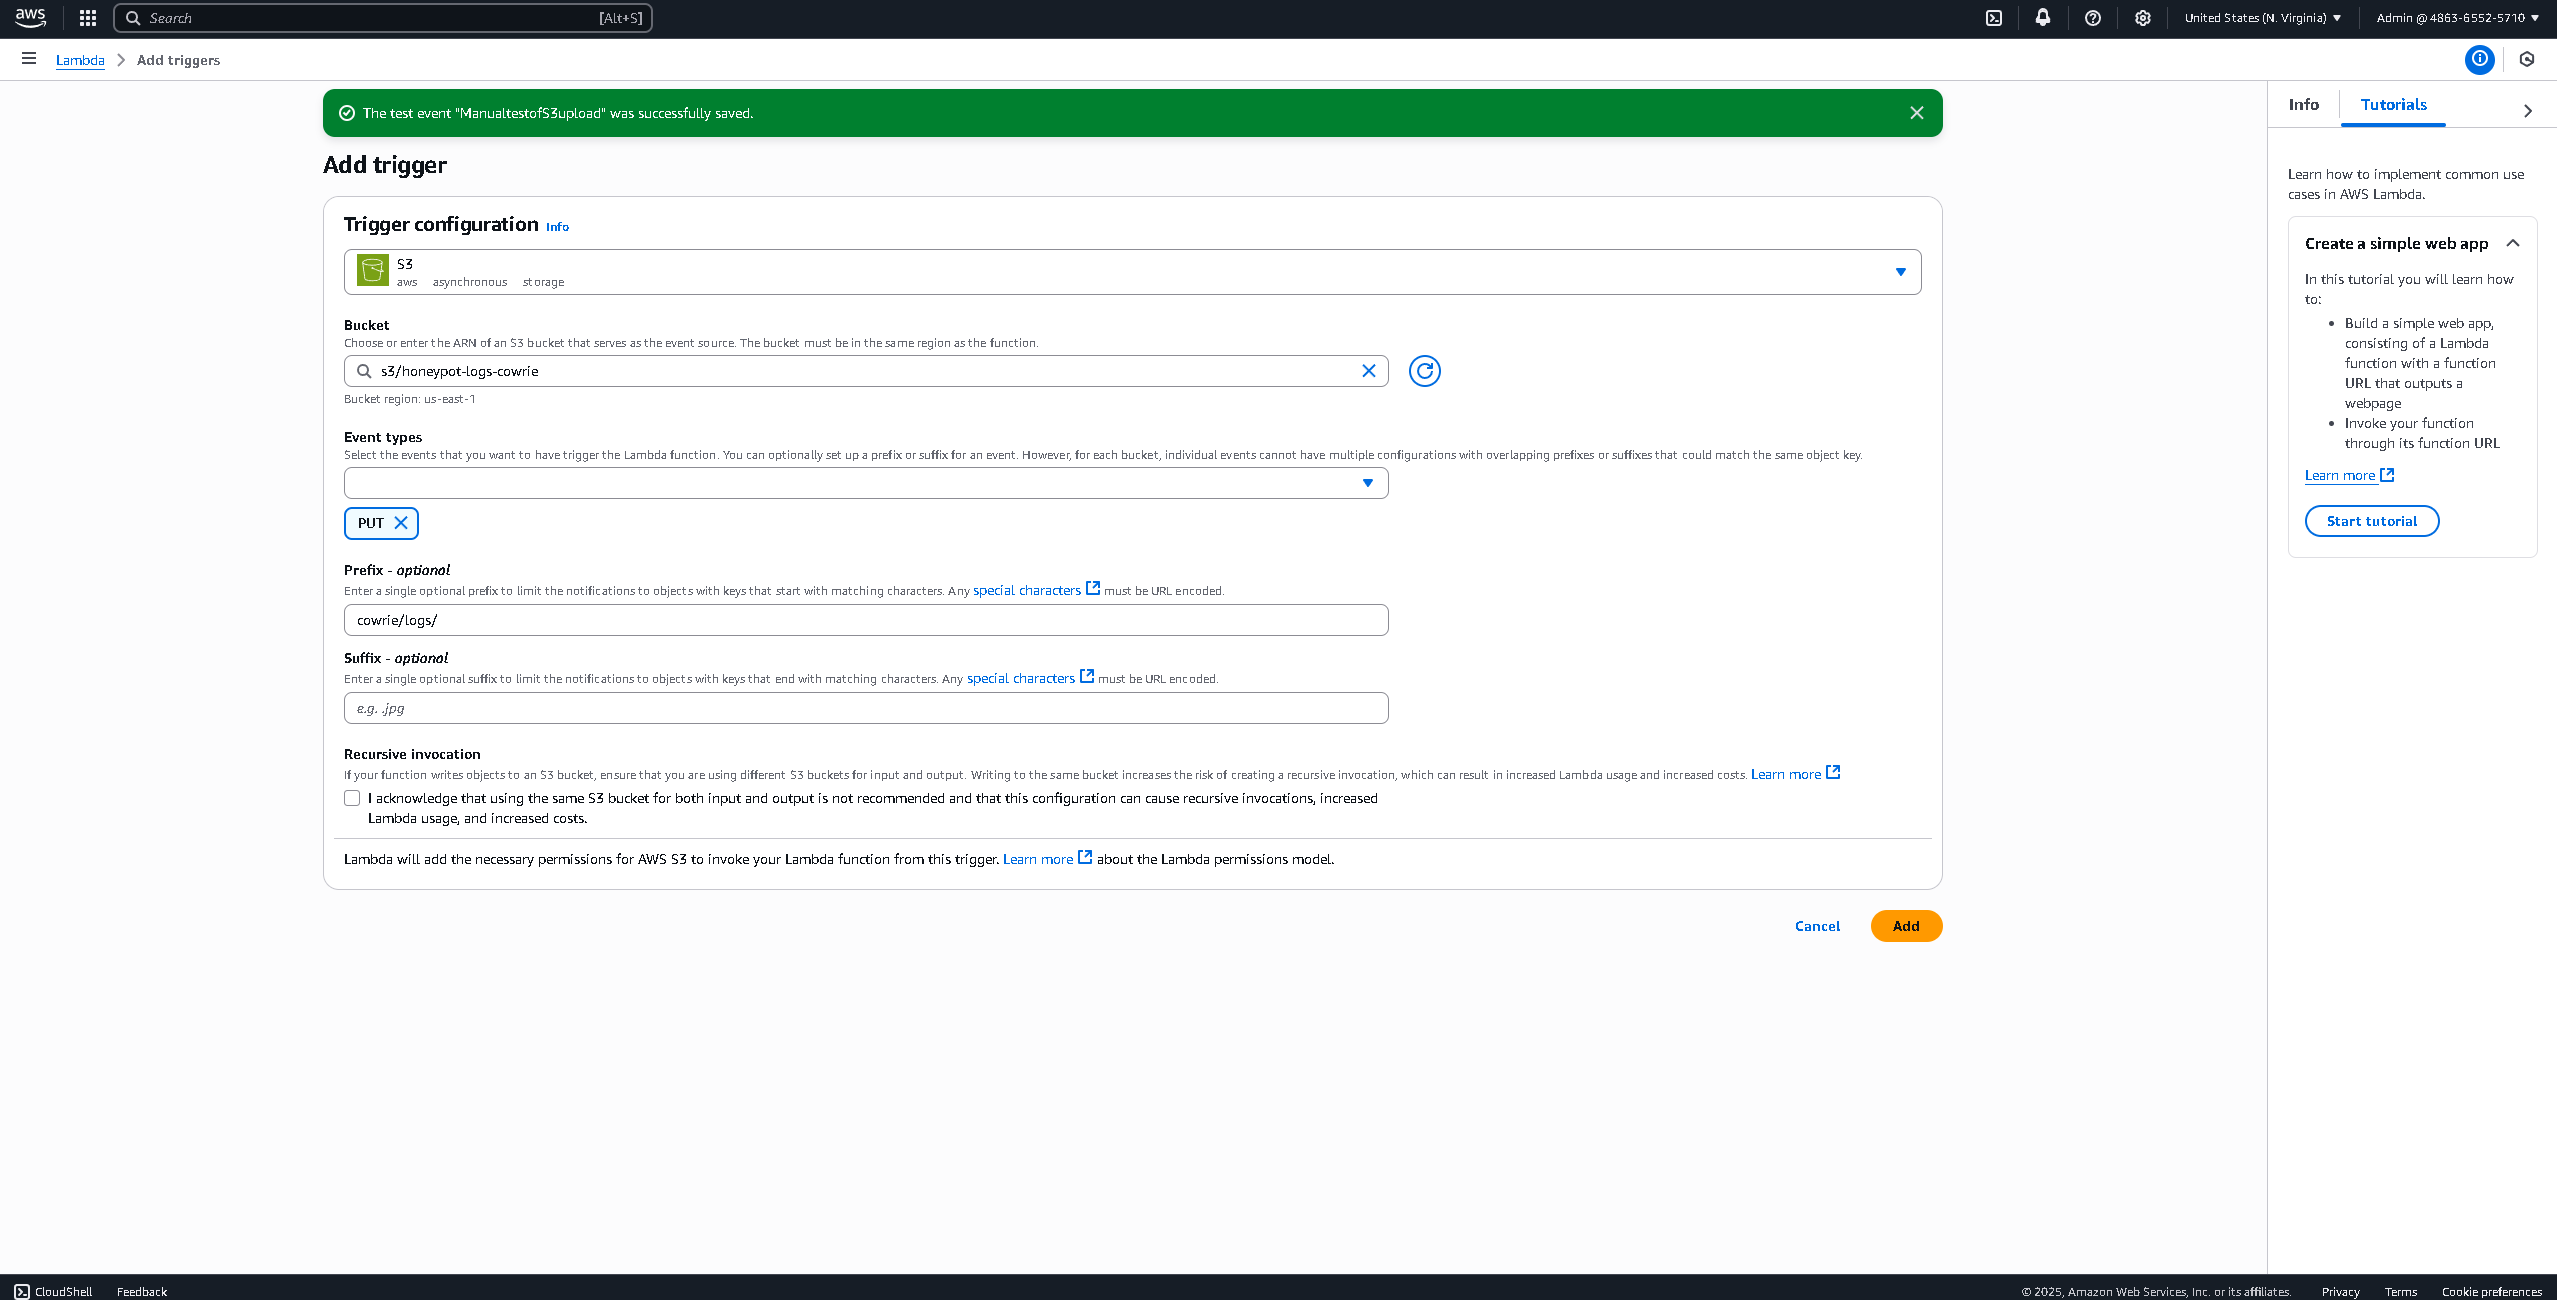 aws
Search
[Alt+S]
United States (N. Virginia)
Admin @ 4863-6552-5710
Lambda
Add triggers
The test event "ManualtestofS3upload" was successfully saved.
Add trigger
Trigger configuration Info
S3
aws asynchronous storage
Bucket
Choose or enter the ARN of an S3 bucket that serves as the event source. The bucket must be in the same region as the function.
s3/honeypot-logs-cowrie
Bucket region: us-east-1
Event types
Select the events that you want to have trigger the Lambda function. You can optionally set up a prefix or suffix for an event. However, for each bucket, individual events cannot have multiple configurations with overlapping prefixes or suffixes that could match the same object key.
PUT
Prefix - optional
Enter a single optional prefix to limit the notifications to objects with keys that start with matching characters. Any special characters must be URL encoded.
cowrie/logs/
Suffix - optional
Enter a single optional suffix to limit the notifications to objects with keys that end with matching characters. Any special characters must be URL encoded.
e.g. .jpg
Recursive invocation
If your function writes objects to an S3 bucket, ensure that you are using different S3 buckets for input and output. Writing to the same bucket increases the risk of creating a recursive invocation, which can result in increased Lambda usage and increased costs. Learn more
I acknowledge that using the same S3 bucket for both input and output is not recommended and that this configuration can cause recursive invocations, increased
Lambda usage, and increased costs.
Lambda will add the necessary permissions for AWS S3 to invoke your Lambda function from this trigger. Learn more about the Lambda permissions model.
Cancel
Add
Info
Tutorials
Learn how to implement common use
cases in AWS Lambda.
Create a simple web app
In this tutorial you will learn how
to:
• Build a simple web app,
consisting of a Lambda
function with a function
URL that outputs a
webpage
• Invoke your function
through its function URL
Learn more
Start tutorial
CloudShell
Feedback
© 2025, Amazon Web Services, Inc. or its affiliates.
Privacy
Terms
Cookie preferences